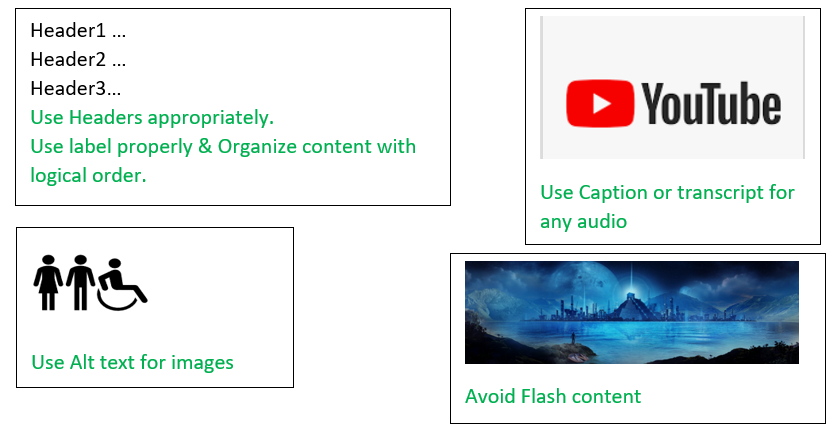 Header1 ...
Header2 ...
Header3...
Use Headers appropriately.
Use label properly & Organize content with
logical order.
YouTube
Use Caption or transcript for
any audio
Use Alt text for images
Avoid Flash content